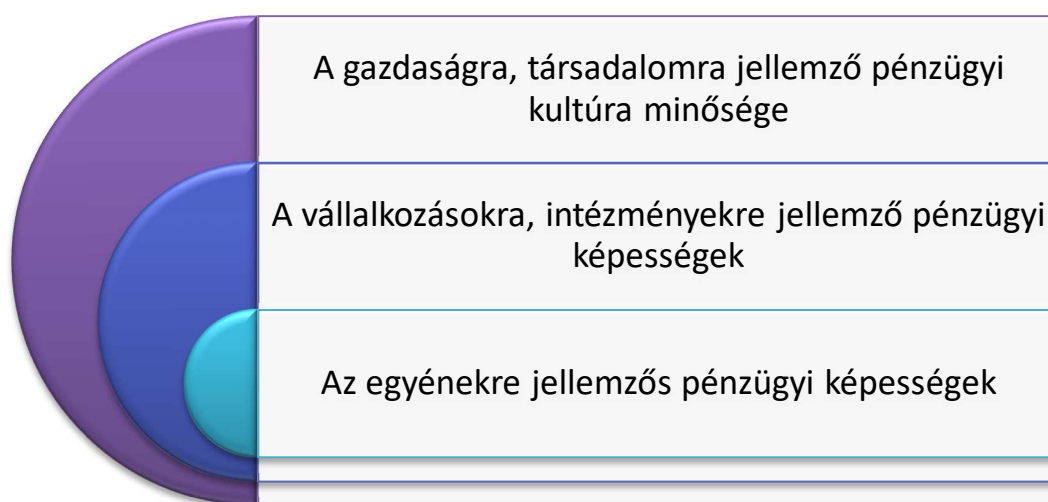 A gazdaságra, társadalomra jellemző pénzügyi
kultúra minősége
A vállalkozásokra, intézményekre jellemző pénzügyi
képességek
Az egyénekre jellemzős pénzügyi képességek